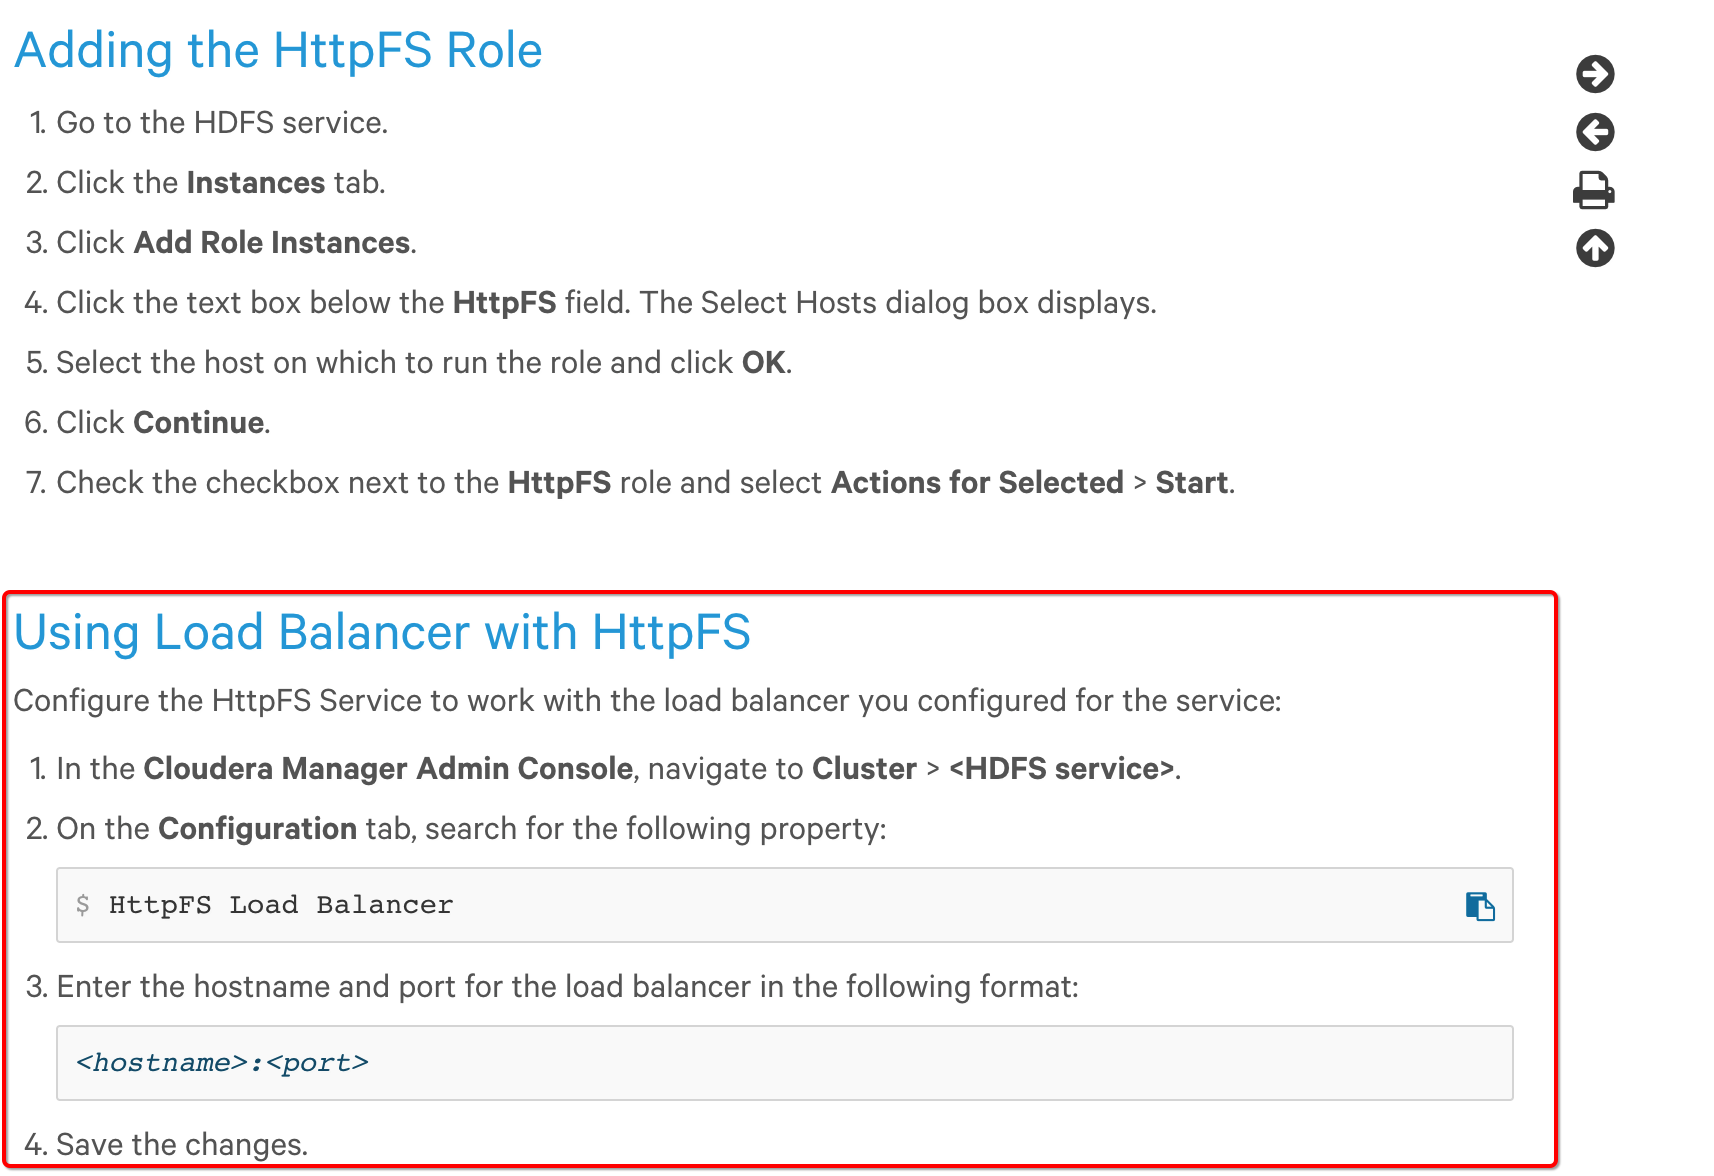 Adding the HttpFS Role
1. Go to the HDFS service.
2. Click the Instances tab.
3. Click Add Role Instances.
4. Click the text box below the HttpFS field. The Select Hosts dialog box displays.
5. Select the host on which to run the role and click OK.
6. Click Continue.
7. Check the checkbox next to the HttpFS role and select Actions for Selected > Start.
Using Load Balancer with HttpFS
Configure the HttpFS Service to work with the load balancer you configured for the service:
1. In the Cloudera Manager Admin Console, navigate to Cluster > <HDFS service>.
2. On the Configuration tab, search for the following property:
$ HttpFS Load Balancer
3. Enter the hostname and port for the load balancer in the following format:
<hostname>:<port>
4. Save the changes.